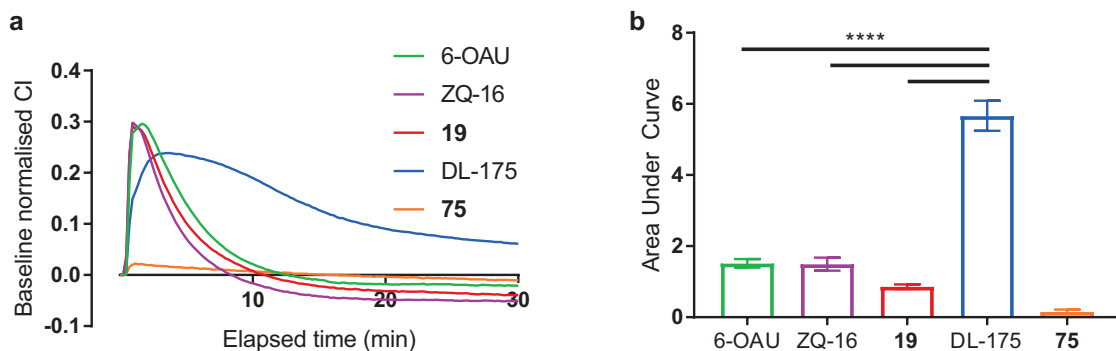 a
Baseline normalised CI
0.4
0.3
0.2
0.1
0.0
-0.1
10
20
30
Elapsed time (min)
6-OAU
ZQ-16
19
DL-175
75
b
Area Under Curve
8
6
4
2
0
****
6-OAU ZQ-16 19 DL-175 75